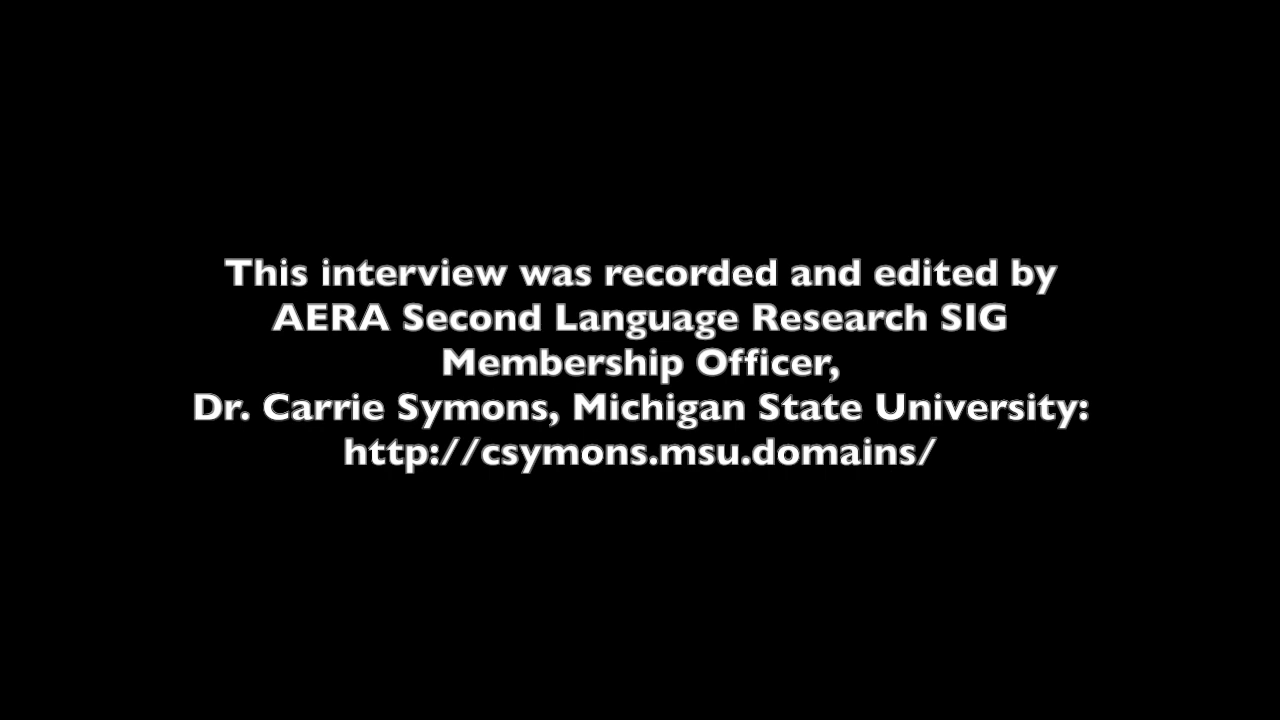 This interview was recorded and edited by
AERA Second Language Research SIG
Membership Officer,
Dr. Carrie Symons, Michigan State University:
http://csymons.msu.domains/